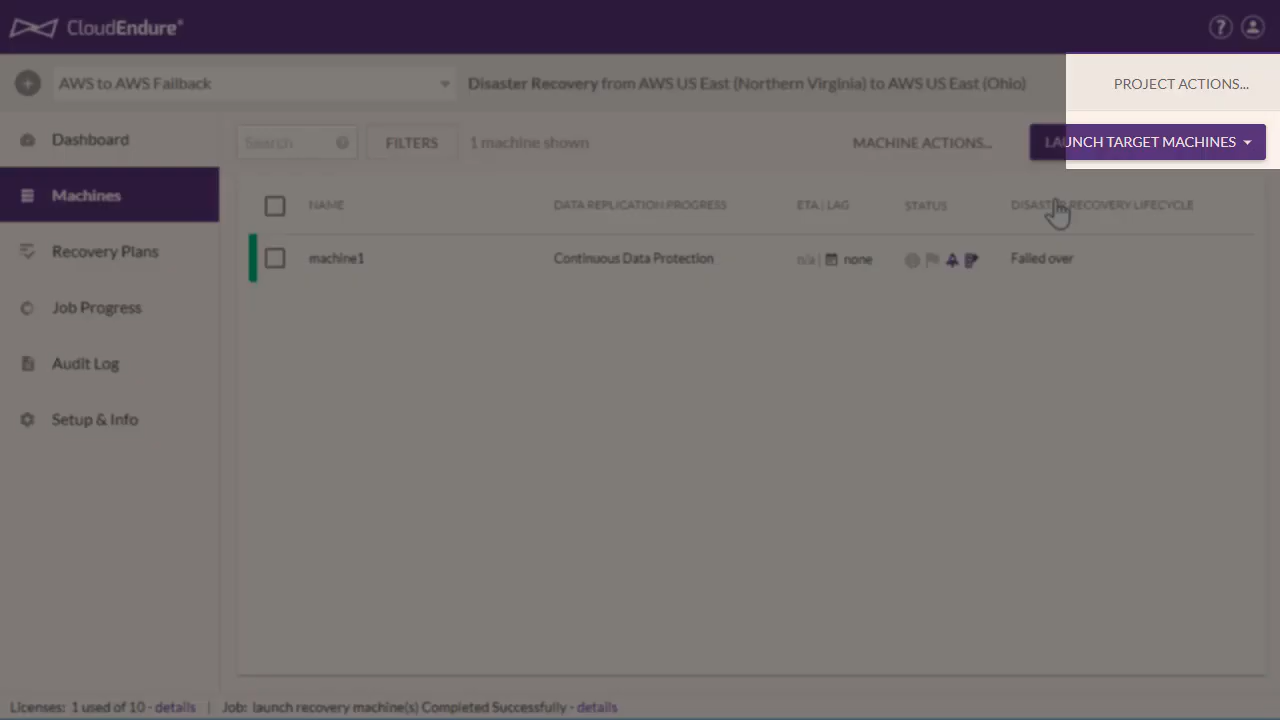 CloudEndure®
?
AWS to AWS Failback
Disaster Recovery from AWS US East (Northern Virginia) to AWS US East (Ohio)
PROJECT ACTIONS...
Dashboard
Search
FILTERS
1 machine shown
MACHINE ACTIONS...
LAUNCH TARGET MACHINES
Machines
NAME
DATA REPLICATION PROGRESS
ETA | LAG
STATUS
DISASTER RECOVERY LIFECYCLE
Recovery Plans
machine1
Continuous Data Protection
n/a | none
Failed over
Job Progress
Audit Log
Setup & Info
Licenses: 1 used of 10 - details | Job: launch recovery machine(s) Completed Successfully - details